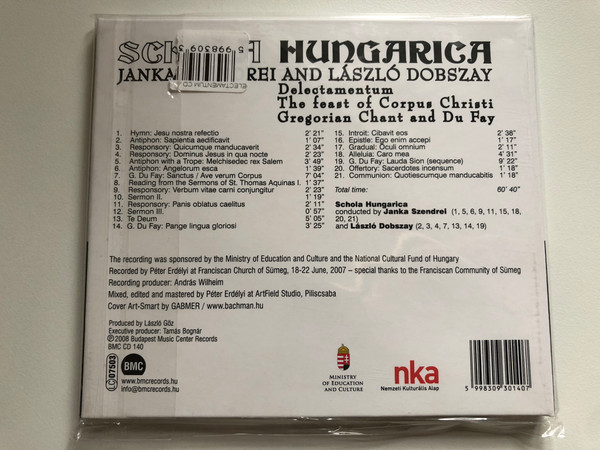 HUNGARICA
AND LÁSZLÓ DOBSZAY
Delectamentum
The feast of Corpus Christi
Gregorian Chant and Du Fay
5 998309
ELECTAMENTUM CD
1. Hymn: Jesu nostra refectio 2' 21"
2. Antiphon: Sapientia aedificavit 1' 07"
3. Responsory: Quicumque manducaverit 2' 34"
4. Responsory: Dominus Jesus in qua nocte 2' 23"
5. Antiphon with a Trope: Melchisedec rex Salem 3' 49"
6. Antiphon: Angelorum esca 1' 39"
7. G. Du Fay: Sanctus / Ave verum Corpus 7' 04"
8. Reading from the Sermons of St. Thomas Aquinas I. 1' 37"
9. Responsory: Verbum vitae carni conjungitur 2' 23"
10. Sermon II. 1' 19"
11. Responsory: Panis oblatus caelitus 2' 11"
12. Sermon III. 0' 57"
13. Te Deum 5' 05"
14. G. Du Fay: Pange lingua gloriosi 3' 25"
15. Introit: Cibavit eos 2' 38"
16. Epistle: Ego enim accepi 1' 17"
17. Gradual: Oculi omnium 2' 11"
18. Alleluia: Caro mea 4' 31"
19. G. Du Fay: Lauda Sion (sequence) 9' 22"
20. Offertory: Sacerdotes incensum 1' 18"
21. Communion: Quotiescumque manducabitis 1' 18"
Total time: 60' 40"
Schola Hungarica
conducted by Janka Szendrei (1, 5, 6, 9, 11, 15, 18,
20, 21)
and László Dobszay (2, 3, 4, 7, 13, 14, 19)
The recording was sponsored by the Ministry of Education and Culture and the National Cultural Fund of Hungary
Recorded by Péter Erdélyi at Franciscan Church of Sümeg, 18-22 June, 2007 – special thanks to the Franciscan Community of Sümeg
Recording producer: András Wilheim
Mixed, edited and mastered by Péter Erdélyi at ArtField Studio, Piliscsaba
Cover Art-Smart by GABMER / www.bachman.hu
Produced by László Gőz
Executive producer: Tamás Bognár
℗©2008 Budapest Music Center Records
BMC CD 140
LC 07503
BMC
www.bmcrecords.hu
info@bmcrecords.hu
MINISTRY
OF EDUCATION
AND CULTURE
nka
Nemzeti Kulturális Alap
5 998309 301407